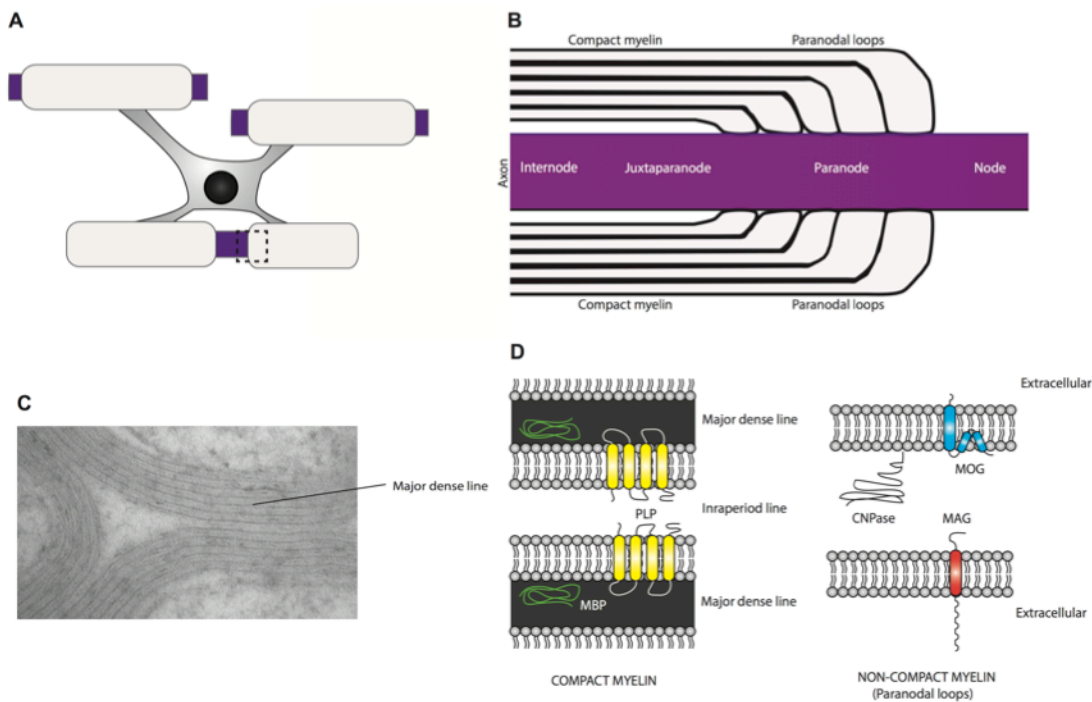 A
B
Compact myelin
Paranodal loops
Axon
Internode
Juxtaparanode
Paranode
Node
Compact myelin
Paranodal loops
C
Major dense line
D
Major dense line
PLP
Inraperiod line
MBP
Major dense line
COMPACT MYELIN
Extracellular
MOG
CNPase
MAG
Extracellular
NON-COMPACT MYELIN
(Paranodal loops)